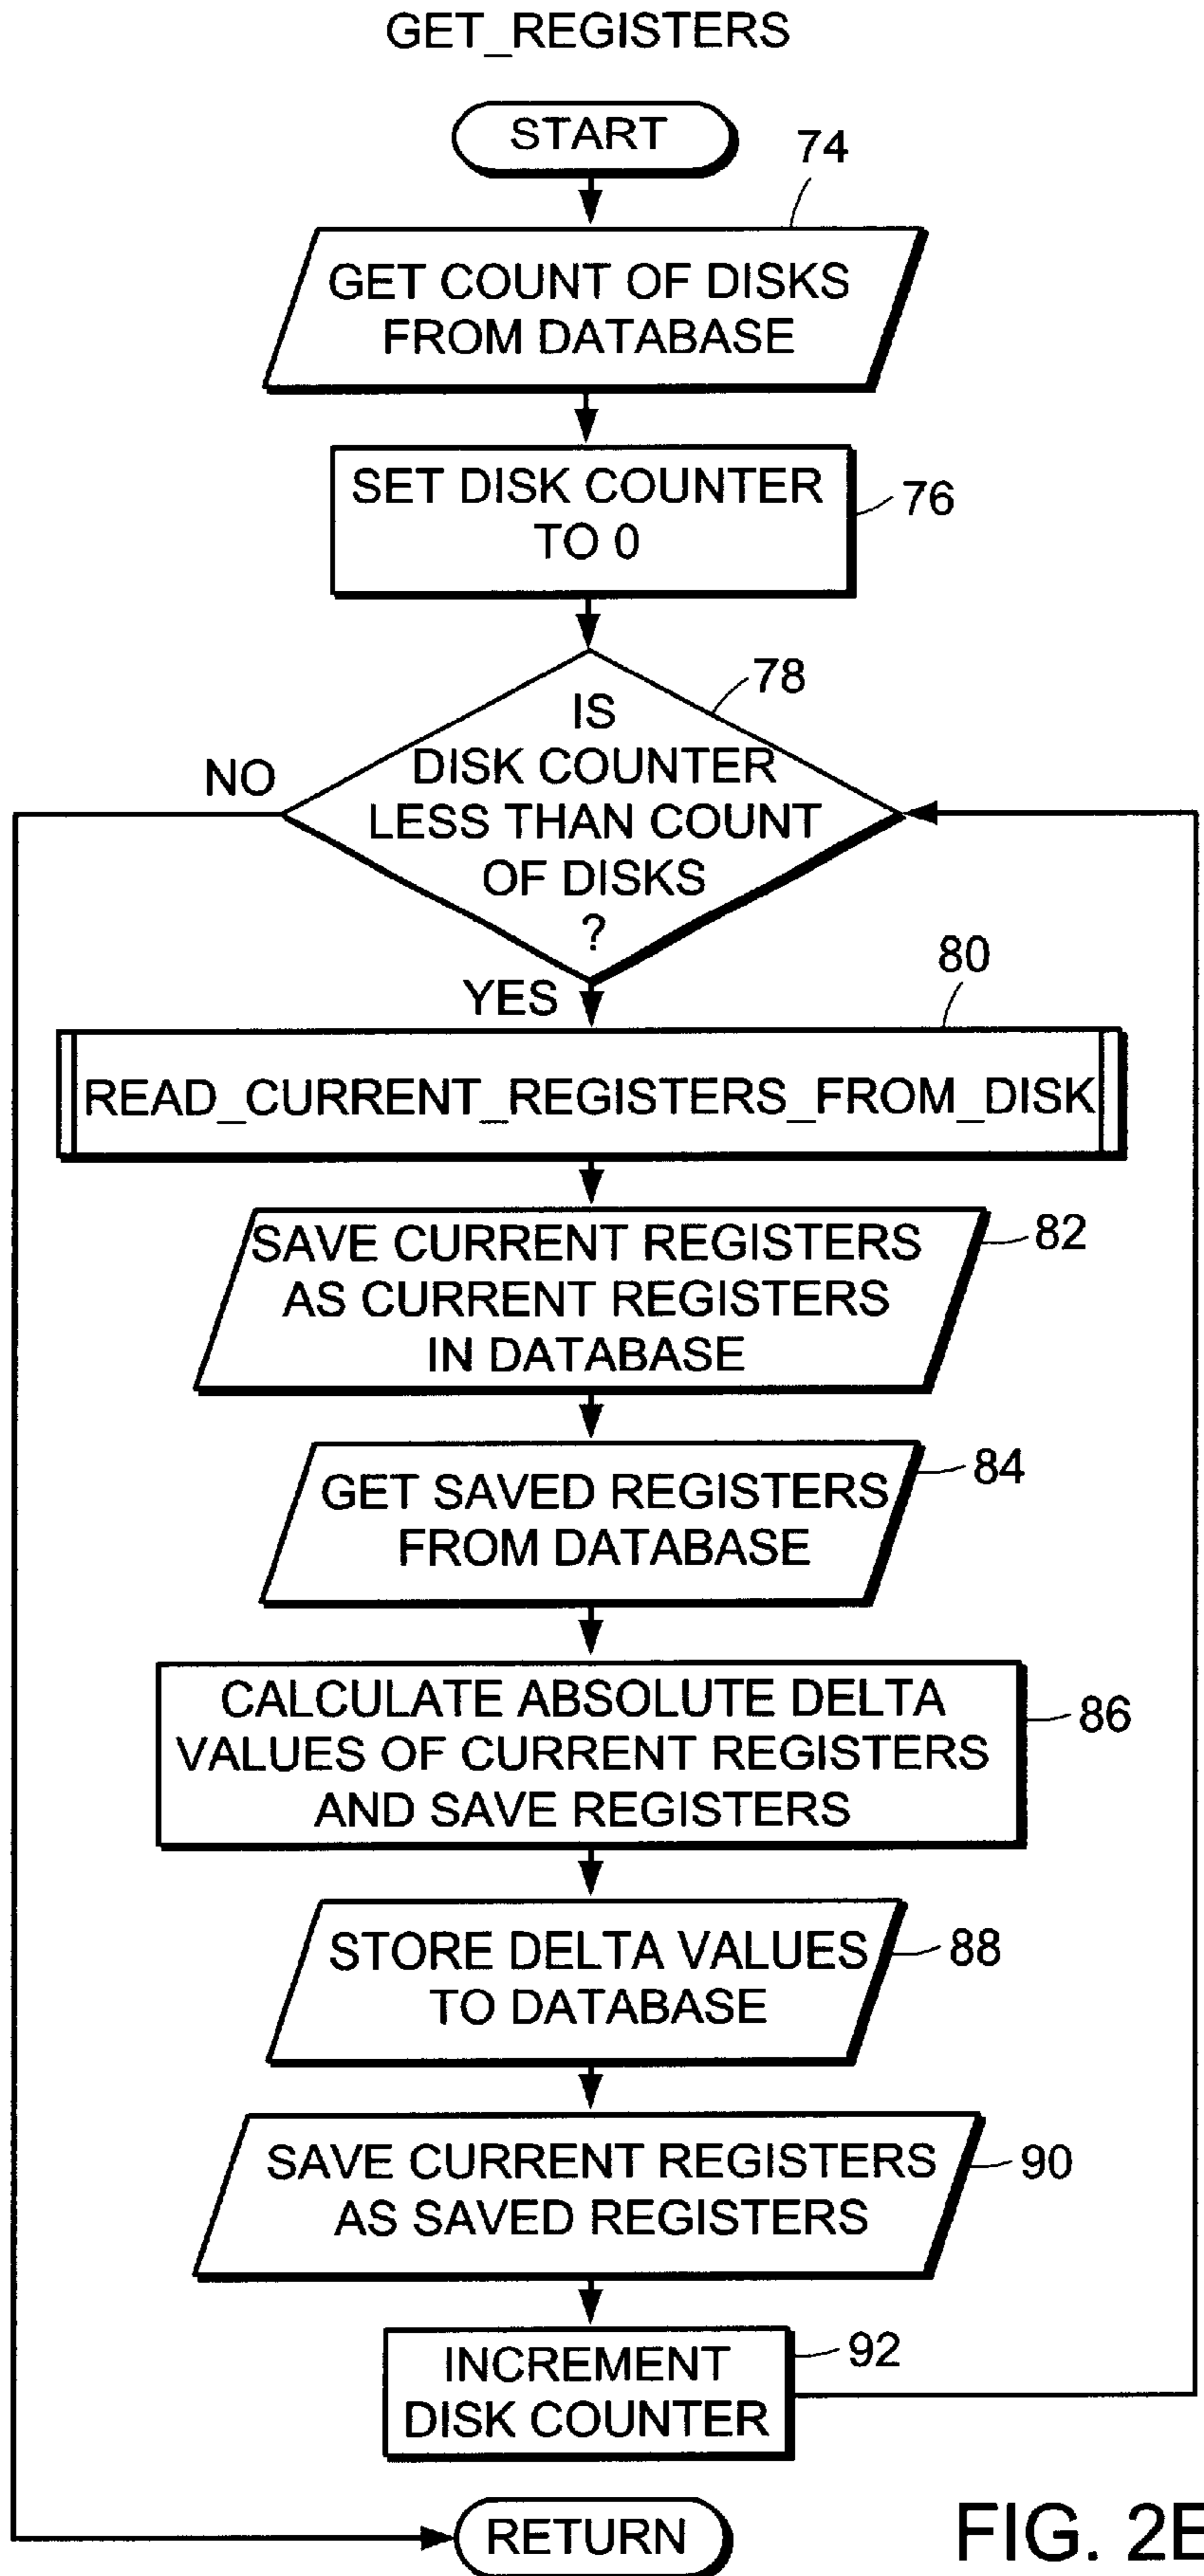 GET_REGISTERS
START
74
GET COUNT OF DISKS
FROM DATABASE
SET DISK COUNTER
TO 0
76
78
IS
DISK COUNTER
LESS THAN COUNT
OF DISKS
?
NO
YES
80
READ_CURRENT_REGISTERS_FROM_DISK
SAVE CURRENT REGISTERS
AS CURRENT REGISTERS
IN DATABASE
82
GET SAVED REGISTERS
FROM DATABASE
84
CALCULATE ABSOLUTE DELTA
VALUES OF CURRENT REGISTERS
AND SAVE REGISTERS
86
STORE DELTA VALUES
TO DATABASE
88
SAVE CURRENT REGISTERS
AS SAVED REGISTERS
90
INCREMENT
DISK COUNTER
92
RETURN
FIG. 2E